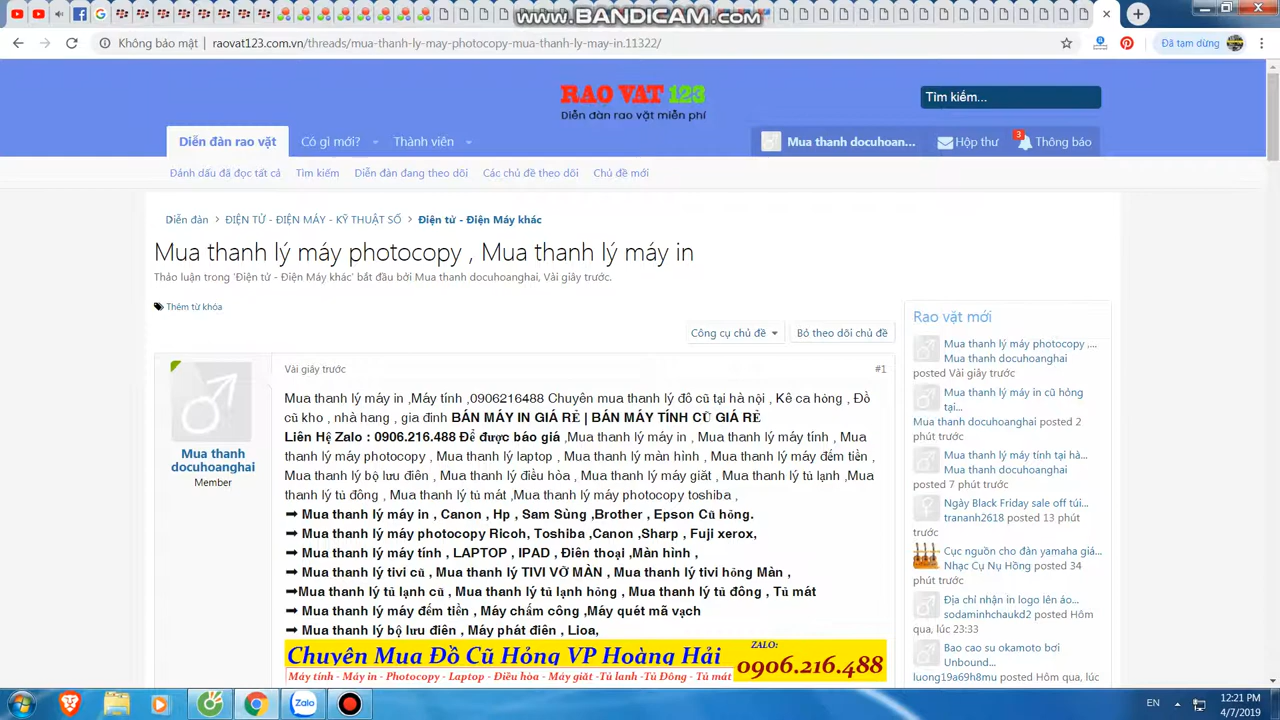 www.BANDICAM.com
Không bảo mật | raovat123.com.vn/threads/mua-thanh-ly-may-photocopy-mua-thanh-ly-may-in.11322/
Đã tạm dừng
RAO VAT 123
Diễn đàn rao vặt miễn phí
Tìm kiếm...
Diễn đàn rao vặt
Có gì mới?
Thành viên
Mua thanh docuhoan...
Hộp thư
3
Thông báo
Đánh dấu đã đọc tất cả
Tìm kiếm
Diễn đàn đang theo dõi
Các chủ đề theo dõi
Chủ đề mới
Diễn đàn
ĐIỆN TỬ - ĐIỆN MÁY - KỸ THUẬT SỐ
Điện tử - Điện Máy khác
Mua thanh lý máy photocopy , Mua thanh lý máy in
Thảo luận trong 'Điện tử - Điện Máy khác' bắt đầu bởi Mua thanh docuhoanghai, Vài giây trước.
Thêm từ khóa
Công cụ chủ đề
Bỏ theo dõi chủ đề
Mua thanh
docuhoanghai
Member
Vài giây trước
#1
Mua thanh lý máy in ,Máy tính ,0906216488 Chuyên mua thanh lý đồ cũ tại hà nội , Kê ca hóng , Đồ
cũ kho , nhà hang , gia đinh BÁN MÁY IN GIÁ RẺ | BÁN MÁY TÍNH CŨ GIÁ RẺ
Liên Hệ Zalo : 0906.216.488 Để được báo giá ,Mua thanh lý máy in , Mua thanh lý máy tính , Mua
thanh lý máy photocopy , Mua thanh lý laptop , Mua thanh lý màn hình , Mua thanh lý máy đếm tiền ,
Mua thanh lý bộ lưu điên , Mua thanh lý điều hòa , Mua thanh lý máy giăt , Mua thanh lý tủ lạnh ,Mua
thanh lý tủ đông , Mua thanh lý tủ mát ,Mua thanh lý máy photocopy toshiba ,
➡ Mua thanh lý máy in , Canon , Hp , Sam Sủng ,Brother , Epson Cũ hỏng.
➡ Mua thanh lý máy photocopy Ricoh, Toshiba ,Canon ,Sharp , Fuji xerox,
➡ Mua thanh lý máy tính , LAPTOP , IPAD , Điên thoại ,Màn hình ,
➡ Mua thanh lý tivi cũ , Mua thanh lý TIVI VỠ MÀN , Mua thanh lý tivi hỏng Màn ,
➡Mua thanh lý tủ lạnh cũ , Mua thanh lý tủ lạnh hỏng , Mua thanh lý tủ đông , Tủ mát
➡ Mua thanh lý máy đếm tiền , Máy chấm công ,Máy quét mã vạch
➡ Mua thanh lý bộ lưu điên , Máy phát điên , Lioa,
Chuyên Mua Đồ Cũ Hỏng VP Hoàng Hải
ZALO:
0906.216.488
Máy tính - Máy in - Photocopy - Laptop - Điều hòa - Máy giăt -Tủ lanh -Tủ Đông - Tủ mát
Rao vặt mới
Mua thanh lý máy photocopy ,...
Mua thanh docuhoanghai
posted Vài giây trước
Mua thanh lý máy in cũ hỏng
tại...
Mua thanh docuhoanghai posted 2
phút trước
Mua thanh lý máy tính tại hà...
Mua thanh docuhoanghai
posted 7 phút trước
Ngày Black Friday sale off túi...
trananh2618 posted 13 phút
trước
Cục nguồn cho đàn yamaha giá...
Nhạc Cụ Nụ Hồng posted 34
phút trước
Địa chỉ nhận in logo lên áo...
sodaminhchaukd2 posted Hôm
qua, lúc 23:33
Bao cao su okamoto bơi
Unbound...
luong19a69h8mu posted Hôm qua, lúc
Zalo
EN
12:21 PM
4/7/2019